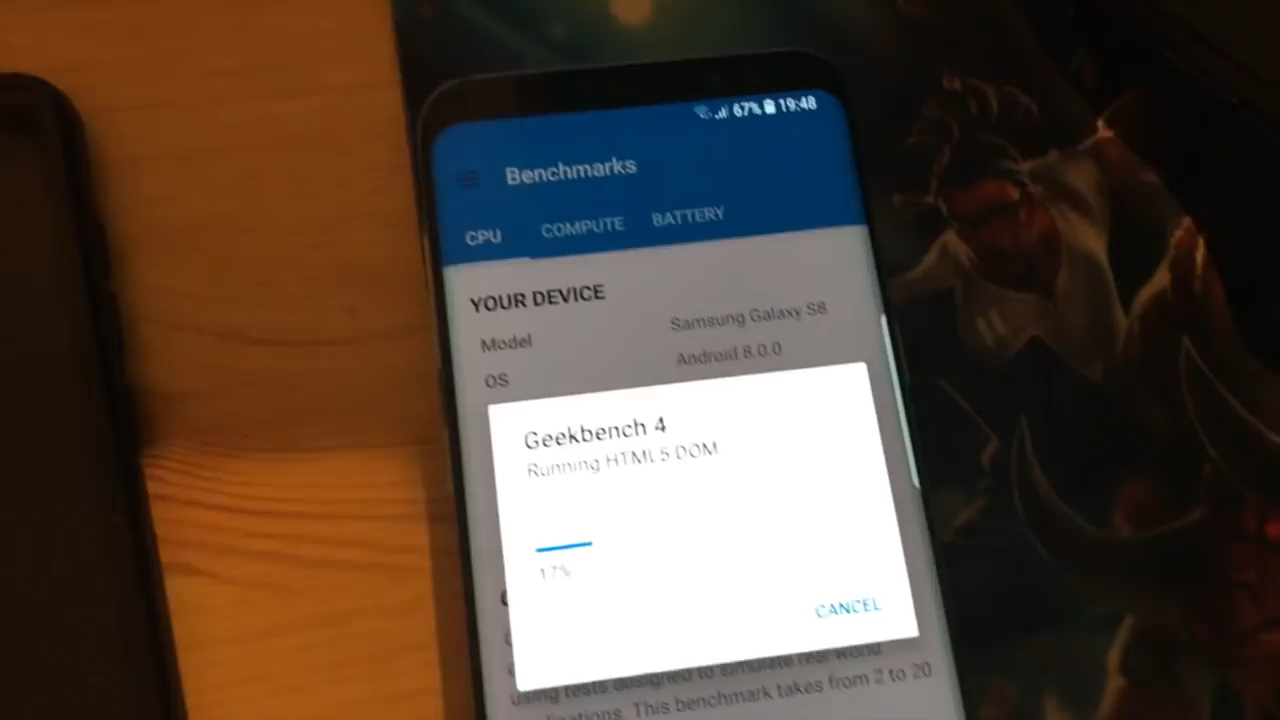 67% 19:48
Benchmarks
CPU COMPUTE BATTERY
YOUR DEVICE
Model Samsung Galaxy S8
OS Android 8.0.0
Geekbench 4
Running HTML5 DOM
17%
CANCEL
using tests designed to simulate real-world
This benchmark takes from 2 to 20